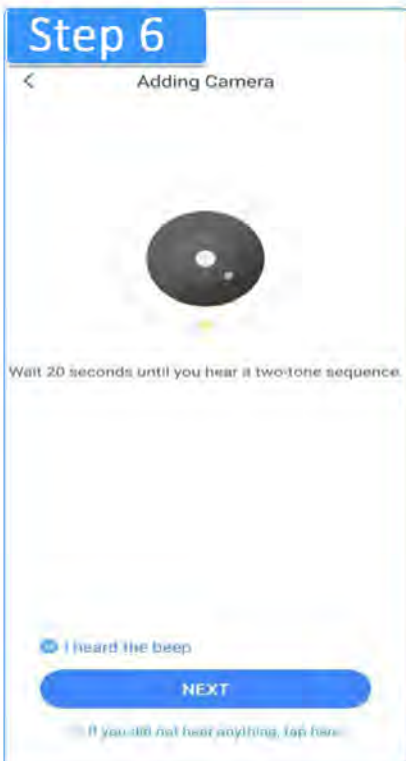 Step 6
Adding Camera
Wait 20 seconds until you hear a two-tone sequence.
I heard the beep
NEXT
If you did not hear anything, tap here.